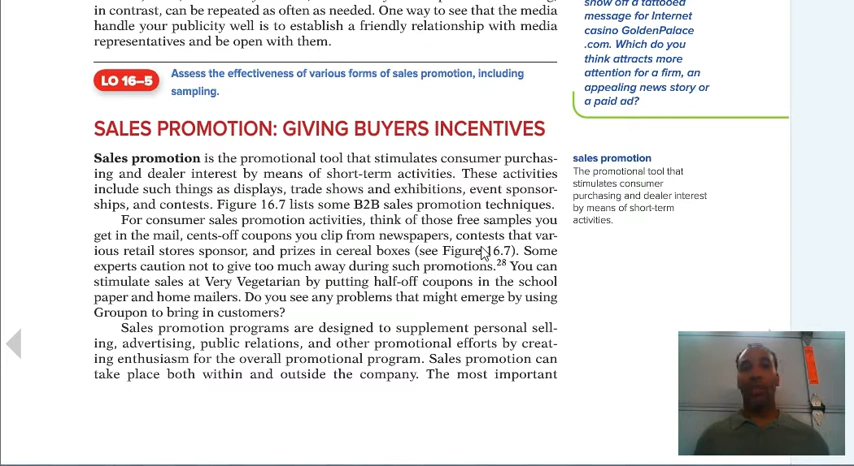 in contrast, can be repeated as often as needed. One way to see that the media
handle your publicity well is to establish a friendly relationship with media
representatives and be open with them.
LO 16–5
Assess the effectiveness of various forms of sales promotion, including
sampling.
SALES PROMOTION: GIVING BUYERS INCENTIVES
Sales promotion is the promotional tool that stimulates consumer purchas-
ing and dealer interest by means of short-term activities. These activities
include such things as displays, trade shows and exhibitions, event sponsor-
ships, and contests. Figure 16.7 lists some B2B sales promotion techniques.
For consumer sales promotion activities, think of those free samples you
get in the mail, cents-off coupons you clip from newspapers, contests that var-
ious retail stores sponsor, and prizes in cereal boxes (see Figure 16.7). Some
experts caution not to give too much away during such promotions.28 You can
stimulate sales at Very Vegetarian by putting half-off coupons in the school
paper and home mailers. Do you see any problems that might emerge by using
Groupon to bring in customers?
Sales promotion programs are designed to supplement personal sell-
ing, advertising, public relations, and other promotional efforts by creat-
ing enthusiasm for the overall promotional program. Sales promotion can
take place both within and outside the company. The most important
show off a tattooed
message for Internet
casino GoldenPalace
.com. Which do you
think attracts more
attention for a firm, an
appealing news story or
a paid ad?
sales promotion
The promotional tool that
stimulates consumer
purchasing and dealer interest
by means of short-term
activities.